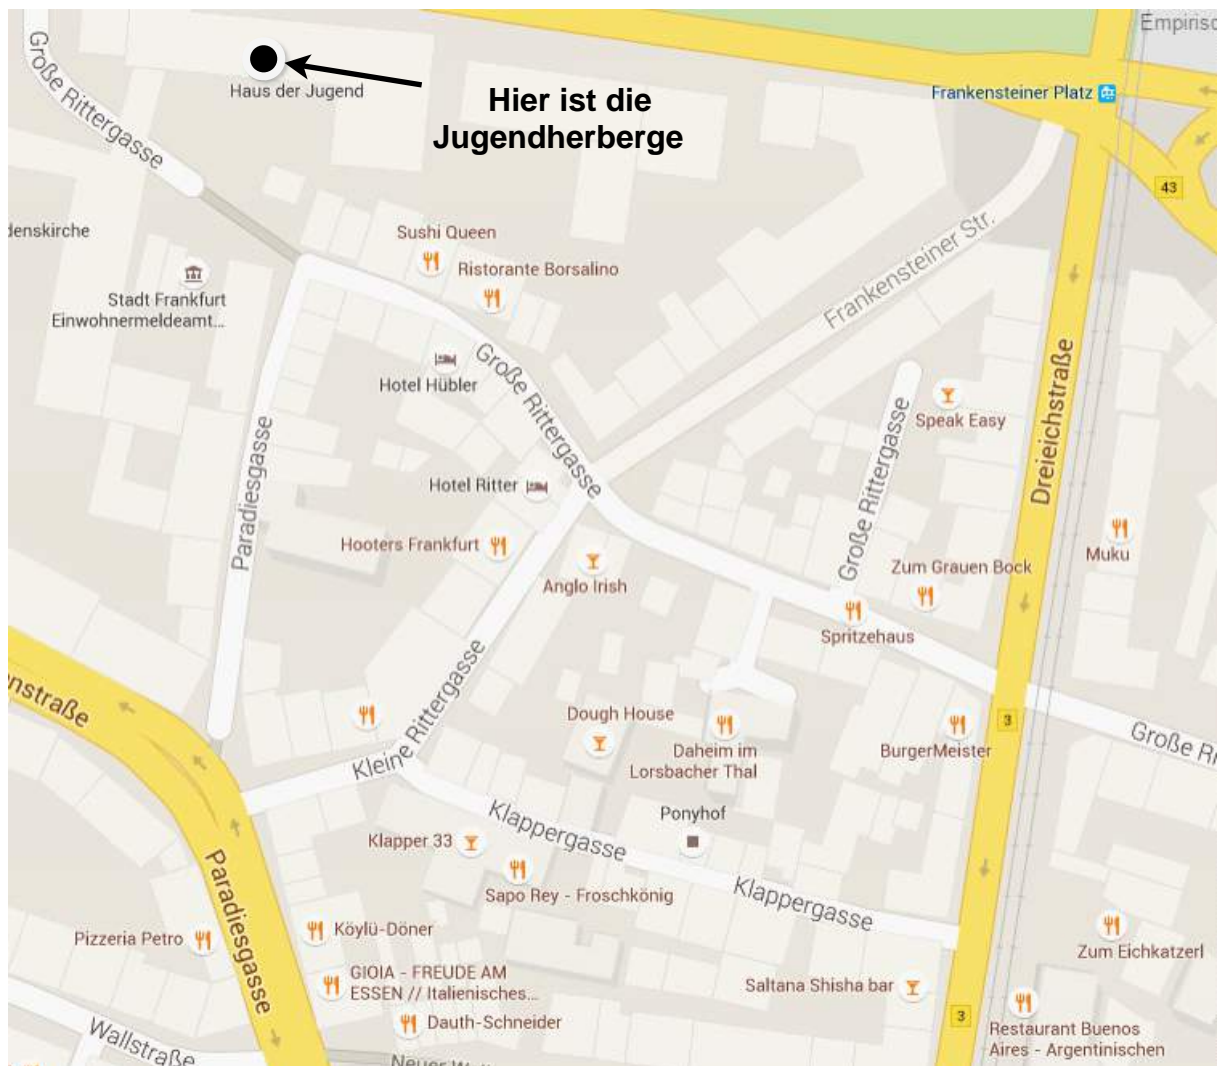 Große Rittergasse
Haus der Jugend
Hier ist die
Jugendherberge
Empirisc
Frankensteiner Platz
43
denskirche
Stadt Frankfurt
Einwohnermeldeamt...
Sushi Queen
Ristorante Borsalino
Frankensteiner Str.
Hotel Hübler
Große Rittergasse
Speak Easy
Dreieichstraße
Paradiesgasse
Hotel Ritter
Große Rittergasse
Hooters Frankfurt
Anglo Irish
Zum Grauen Bock
Muku
Spritzehaus
Kleine Rittergasse
nstraße
Dough House
Daheim im
Lorsbacher Thal
BurgerMeister
3
Große Ri
Klappergasse
Ponyhof
Klapper 33
Sapo Rey - Froschkönig
Klappergasse
Paradiesgasse
Pizzeria Petro
Köylü-Döner
GIOIA - FREUDE AM
ESSEN // Italienisches...
Dauth-Schneider
Saltana Shisha bar
Zum Eichkatzerl
3
Restaurant Buenos
Aires - Argentinischen
Wallstraße
Neuer Wall